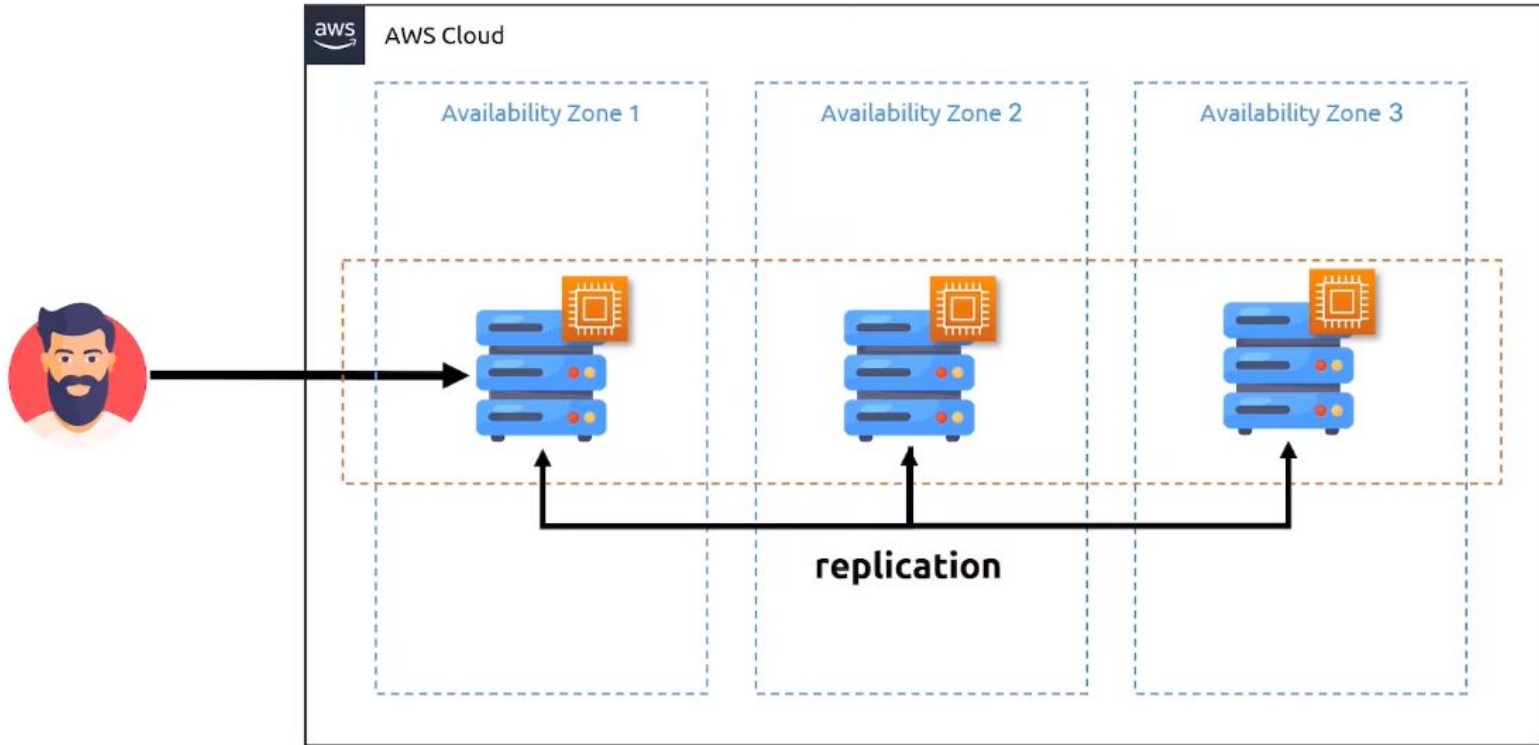 aws
AWS Cloud
Availability Zone 1
Availability Zone 2
Availability Zone 3
replication